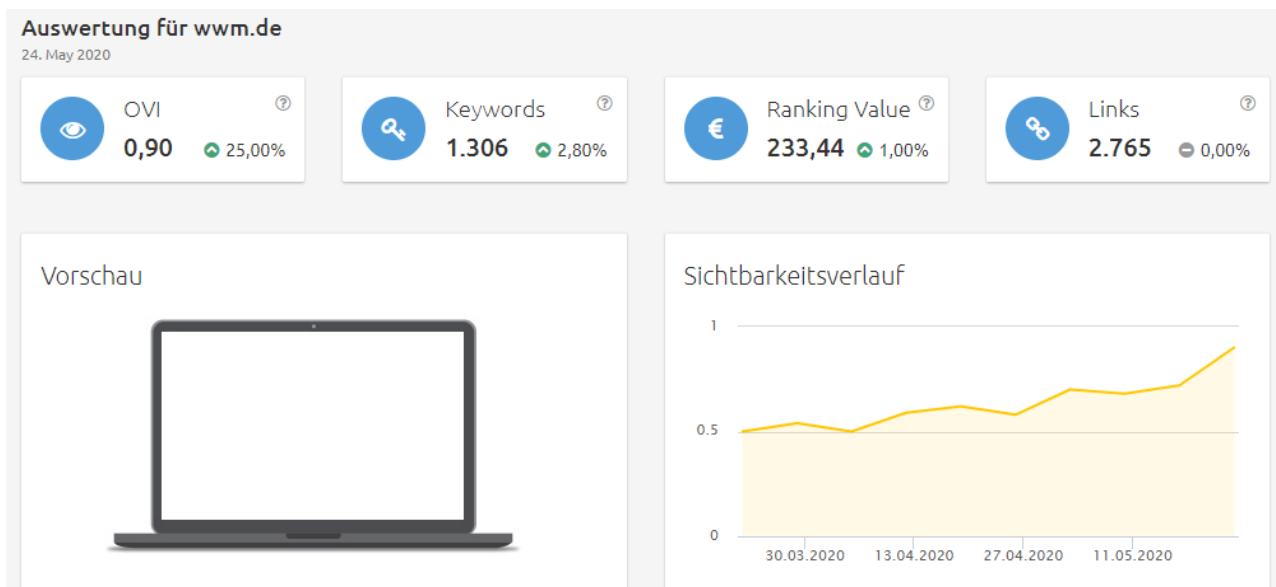 Auswertung für wwm.de
24. May 2020
OVI
0,90 25,00%
Keywords
1.306 2,80%
Ranking Value
233,44 1,00%
Links
2.765 0,00%
Vorschau
Sichtbarkeitsverlauf
1
0.5
0
30.03.2020 13.04.2020 27.04.2020 11.05.2020